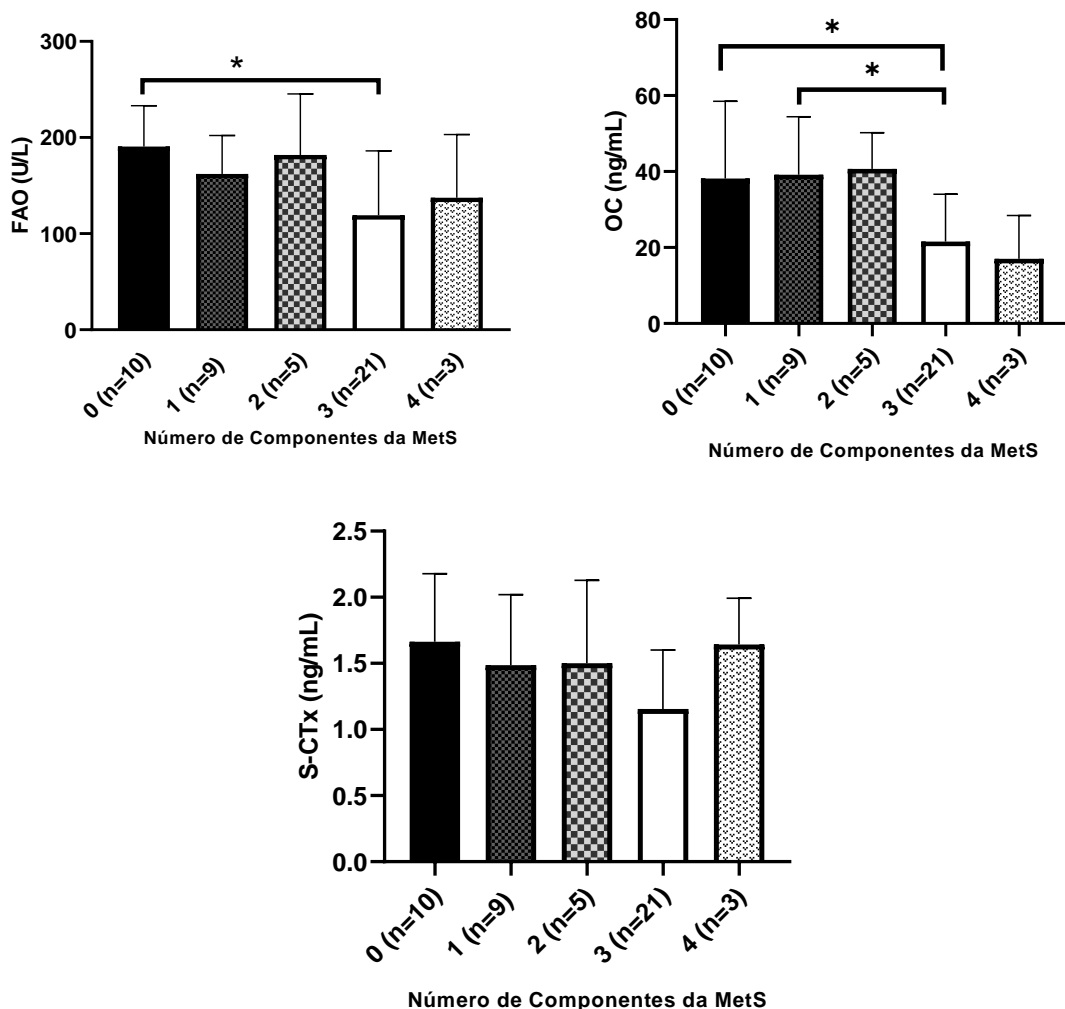 FAO (U/L)
300
200
100
0
*
0 (n=10)
1 (n=9)
2 (n=5)
3 (n=21)
4 (n=3)
Número de Componentes da MetS
OC (ng/mL)
80
60
40
20
0
*
*
0 (n=10)
1 (n=9)
2 (n=5)
3 (n=21)
4 (n=3)
Número de Componentes da MetS
S-CTx (ng/mL)
2.5
2.0
1.5
1.0
0.5
0.0
0 (n=10)
1 (n=9)
2 (n=5)
3 (n=21)
4 (n=3)
Número de Componentes da MetS